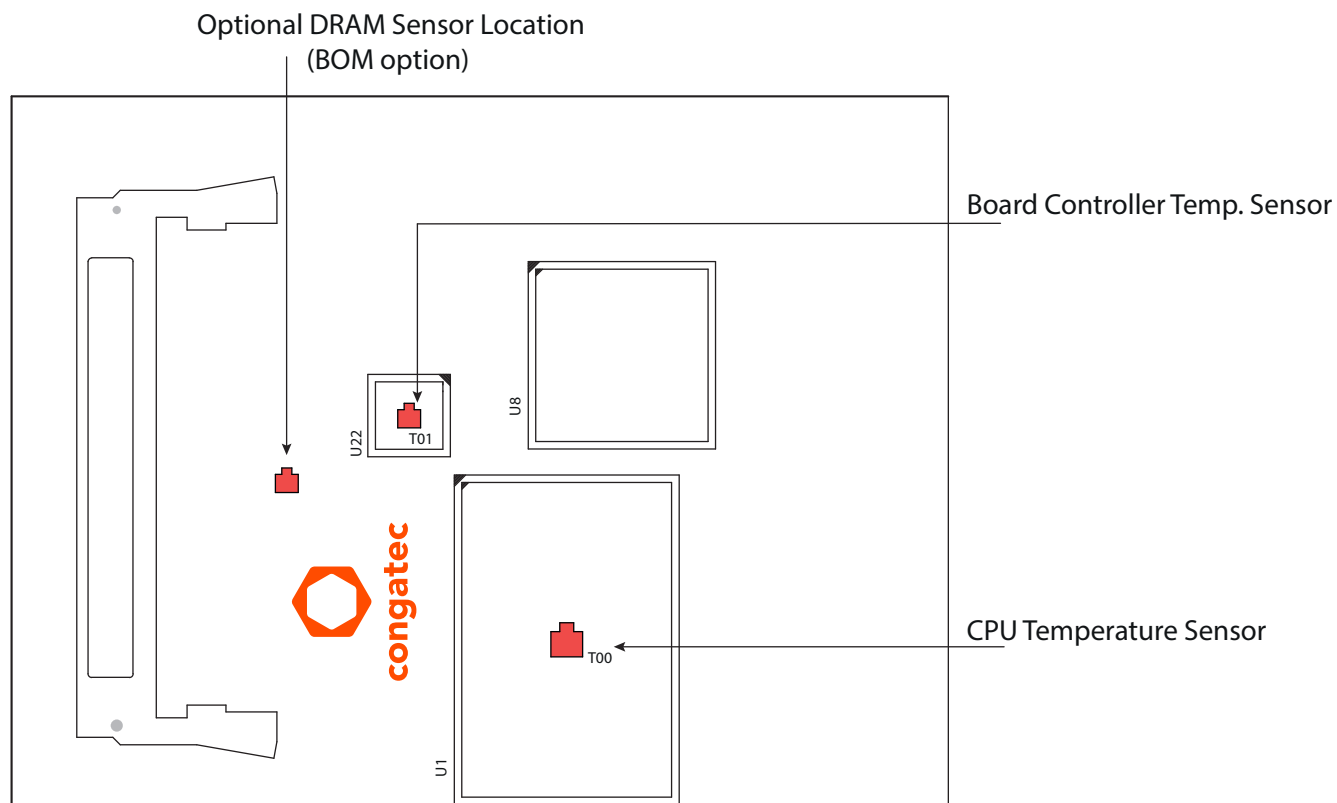 Optional DRAM Sensor Location
(BOM option)
Board Controller Temp. Sensor
U8
U22
T01
congatec
CPU Temperature Sensor
T00
U1